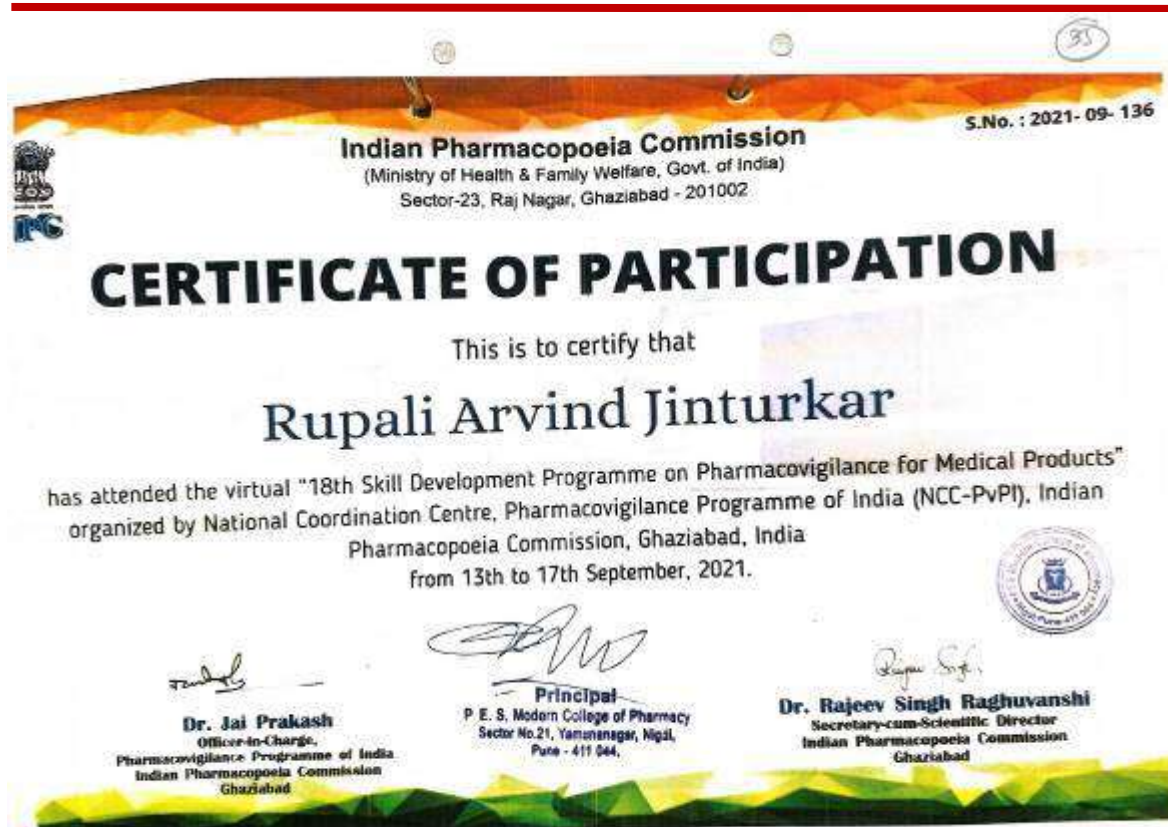 35
S.No. : 2021- 09- 136
Indian Pharmacopoeia Commission
(Ministry of Health & Family Welfare, Govt. of India)
Sector-23, Raj Nagar, Ghaziabad - 201002
IPC
CERTIFICATE OF PARTICIPATION
This is to certify that
Rupali Arvind Jinturkar
has attended the virtual "18th Skill Development Programme on Pharmacovigilance for Medical Products"
organized by National Coordination Centre, Pharmacovigilance Programme of India (NCC-PvPI), Indian
Pharmacopoeia Commission, Ghaziabad, India
from 13th to 17th September, 2021.
Dr. Jai Prakash
Officer-in-Charge,
Pharmacovigilance Programme of India
Indian Pharmacopoeia Commission
Ghaziabad
Principal
P. E. S. Modern College of Pharmacy
Sector No.21, Yamunanagar, Nigdi,
Pune - 411 044,
Dr. Rajeev Singh Raghuvanshi
Secretary-cum-Scientific Director
Indian Pharmacopoeia Commission
Ghaziabad